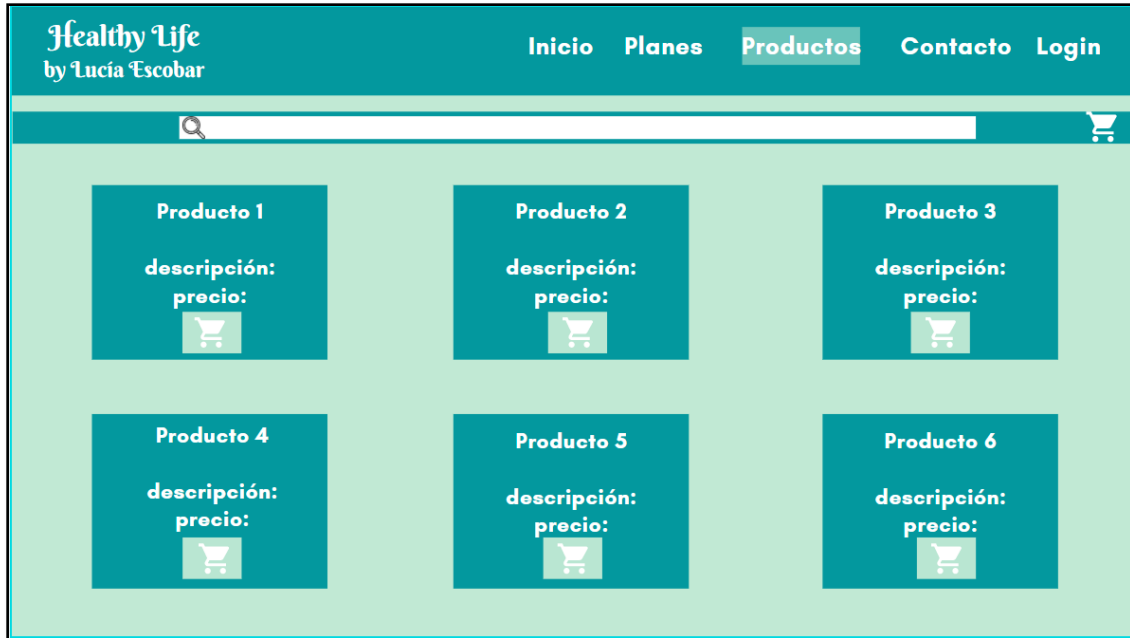 Healthy Life
by Lucía Escobar
Inicio Planes Productos Contacto Login
Producto 1
descripción:
precio:
Producto 2
descripción:
precio:
Producto 3
descripción:
precio:
Producto 4
descripción:
precio:
Producto 5
descripción:
precio:
Producto 6
descripción:
precio: